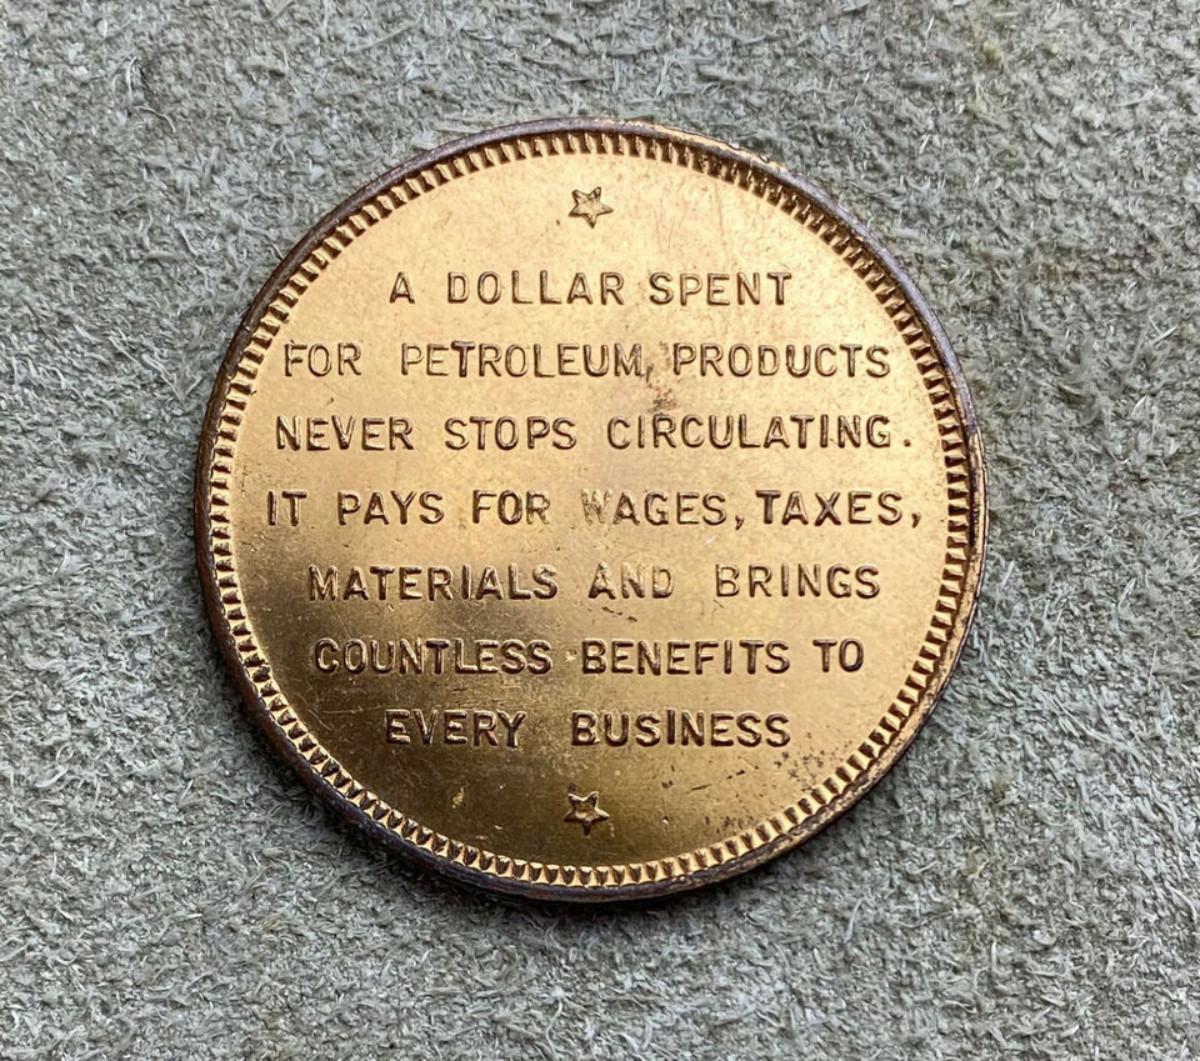 A DOLLAR SPENT
FOR PETROLEUM PRODUCTS
NEVER STOPS CIRCULATING.
IT PAYS FOR WAGES, TAXES,
MATERIALS AND BRINGS
COUNTLESS BENEFITS TO
EVERY BUSINESS